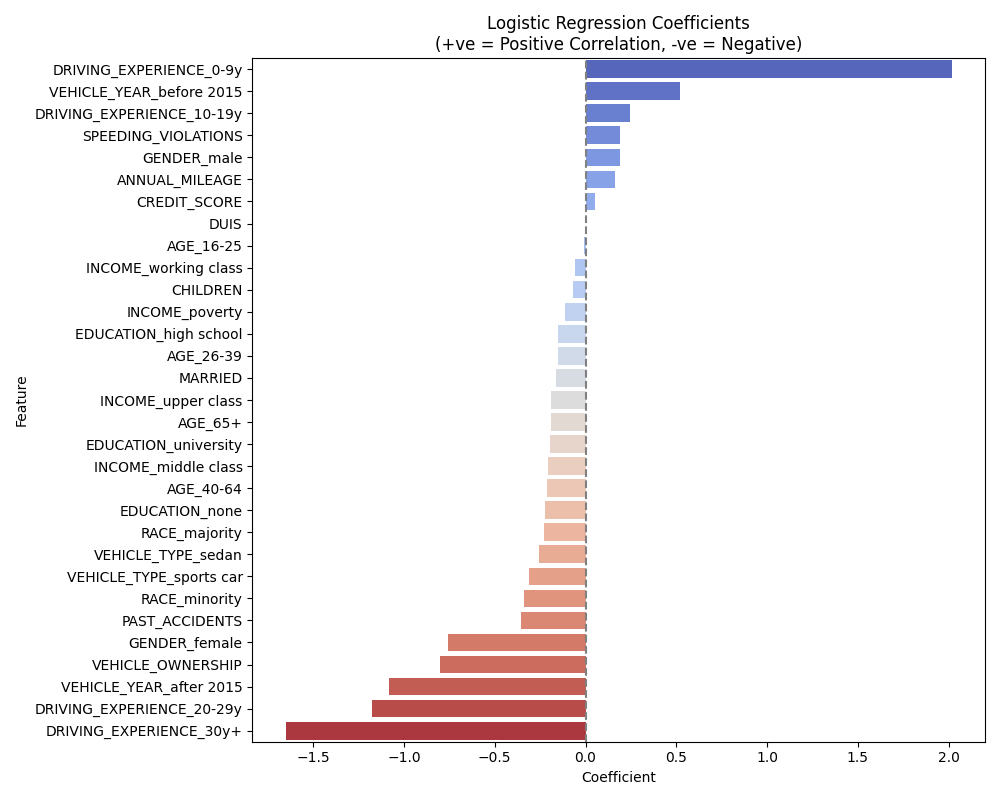 Logistic Regression Coefficients
(+ve = Positive Correlation, -ve = Negative)
DRIVING_EXPERIENCE_0-9y
VEHICLE_YEAR_before 2015
DRIVING_EXPERIENCE_10-19y
SPEEDING_VIOLATIONS
GENDER_male
ANNUAL_MILEAGE
CREDIT_SCORE
DUIS
AGE_16-25
INCOME_working class
CHILDREN
INCOME_poverty
EDUCATION_high school
AGE_26-39
MARRIED
INCOME_upper class
AGE_65+
EDUCATION_university
INCOME_middle class
AGE_40-64
EDUCATION_none
RACE_majority
VEHICLE_TYPE_sedan
VEHICLE_TYPE_sports car
RACE_minority
PAST_ACCIDENTS
GENDER_female
VEHICLE_OWNERSHIP
VEHICLE_YEAR_after 2015
DRIVING_EXPERIENCE_20-29y
DRIVING_EXPERIENCE_30y+
Feature
−1.5 −1.0 −0.5 0.0 0.5 1.0 1.5 2.0
Coefficient